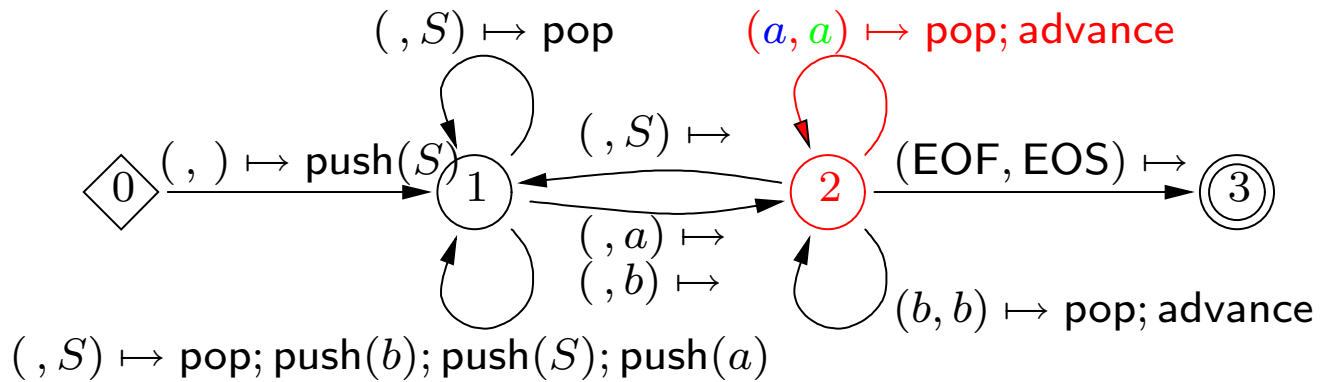 ( , S) ↦ pop
(a, a) ↦ pop; advance
( , S) ↦
( , ) ↦ push(S)
(EOF, EOS) ↦
0
1
2
3
( , a) ↦
( , b) ↦
(b, b) ↦ pop; advance
( , S) ↦ pop; push(b); push(S); push(a)